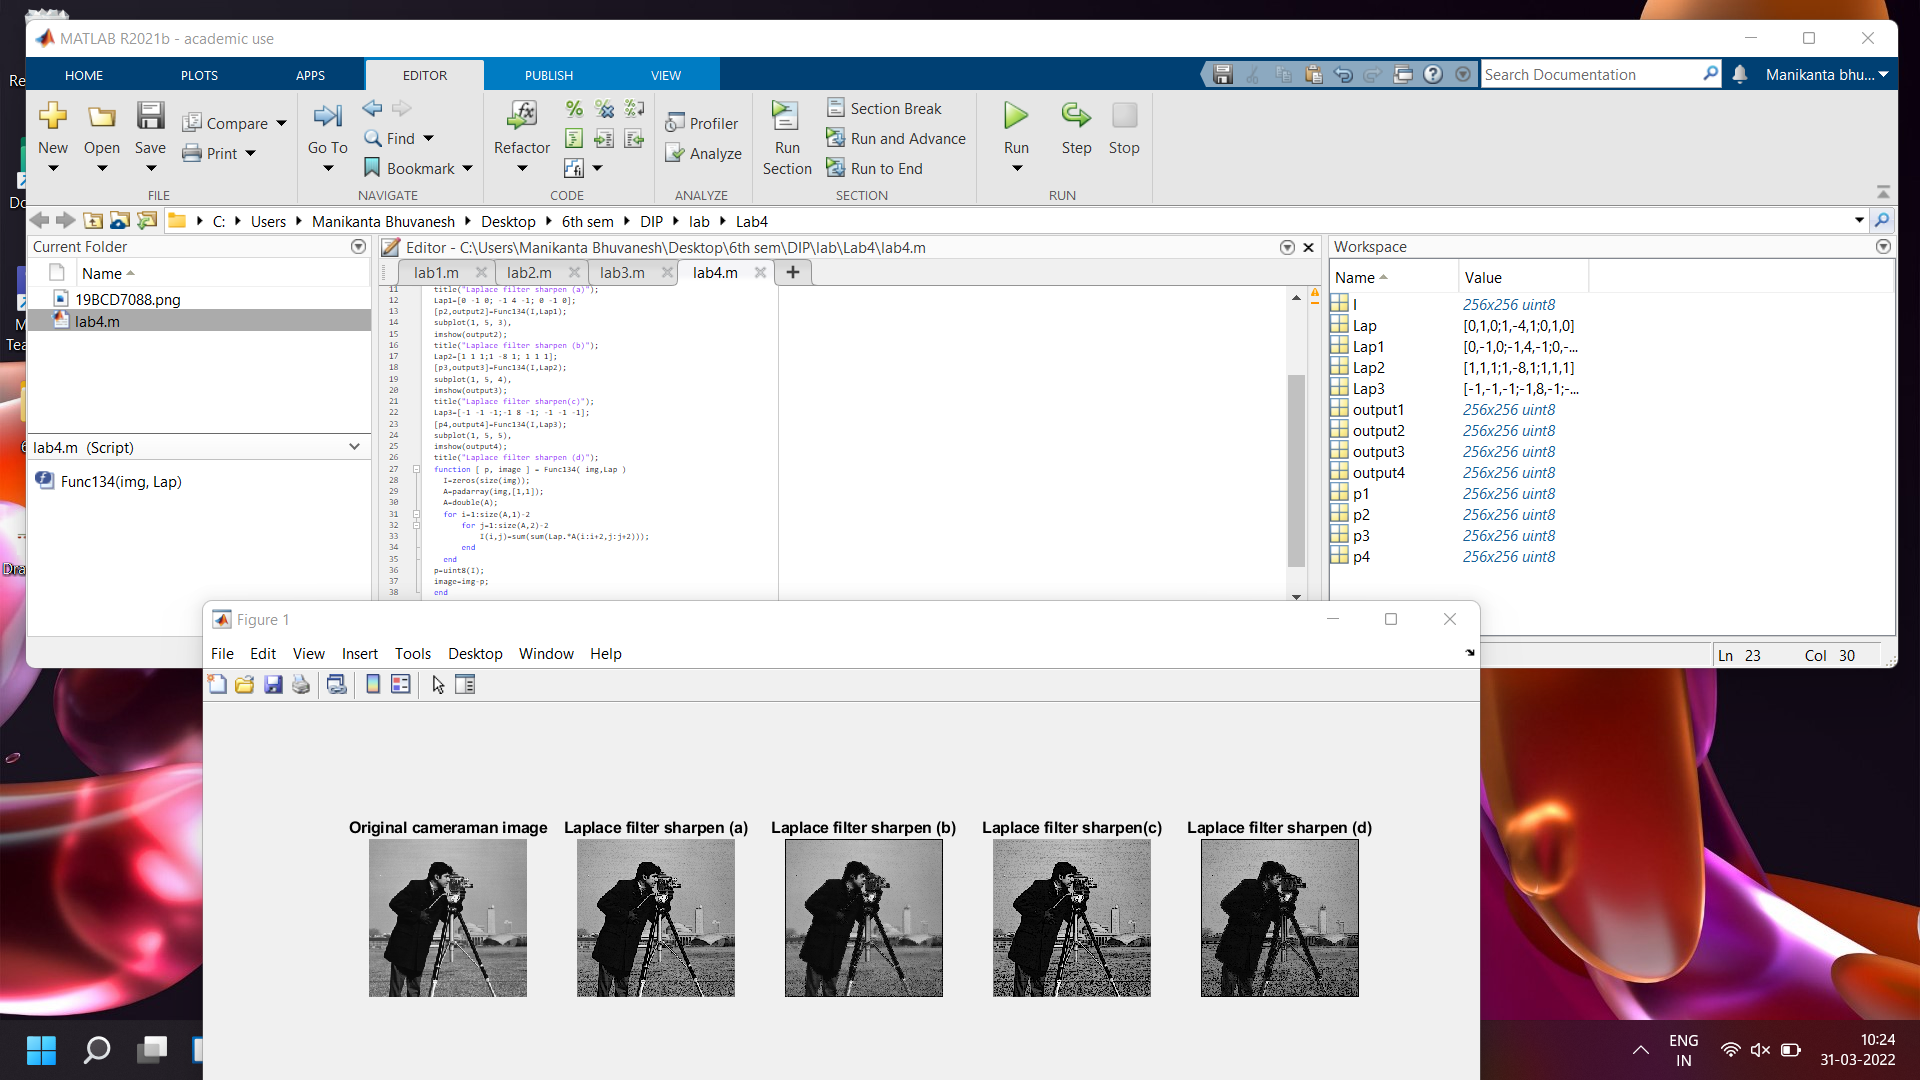 Re
MATLAB R2021b - academic use
HOME PLOTS APPS EDITOR PUBLISH VIEW
Search Documentation
Manikanta bhu...
New Open Save Compare Print
FILE
Go To Find Bookmark
NAVIGATE
Refactor
CODE
Profiler
Analyze
ANALYZE
Run Section
Section Break
Run and Advance
Run to End
SECTION
Run Step Stop
RUN
C: Users Manikanta Bhuvanesh Desktop 6th sem DIP lab Lab4
Current Folder
Name
19BCD7088.png
lab4.m
lab4.m (Script)
Func134(img, Lap)
Editor - C:\Users\Manikanta Bhuvanesh\Desktop\6th sem\DIP\lab\Lab4\lab4.m
lab1.m lab2.m lab3.m lab4.m
11 title("Laplace filter sharpen (a)");
12 Lap1=[0 -1 0; -1 4 -1; 0 -1 0];
13 [p2,output2]=Func134(I,Lap1);
14 subplot(1, 5, 3),
15 imshow(output2);
16 title("Laplace filter sharpen (b)");
17 Lap2=[1 1 1;1 -8 1; 1 1 1];
18 [p3,output3]=Func134(I,Lap2);
19 subplot(1, 5, 4),
20 imshow(output3);
21 title("Laplace filter sharpen(c)");
22 Lap3=[-1 -1 -1;-1 8 -1; -1 -1 -1];
23 [p4,output4]=Func134(I,Lap3);
24 subplot(1, 5, 5),
25 imshow(output4);
26 title("Laplace filter sharpen (d)");
27 function [ p, image ] = Func134( img,Lap )
28 I=zeros(size(img));
29 A=padarray(img,[1,1]);
30 A=double(A);
31 for i=1:size(A,1)-2
32 for j=1:size(A,2)-2
33 I(i,j)=sum(sum(Lap.*A(i:i+2,j:j+2)));
34 end
35 end
36 p=uint8(I);
37 image=img-p;
38 end
Workspace
Name Value
I 256x256 uint8
Lap [0,1,0;1,-4,1;0,1,0]
Lap1 [0,-1,0;-1,4,-1;0,-...
Lap2 [1,1,1;1,-8,1;1,1,1]
Lap3 [-1,-1,-1;-1,8,-1;-...
output1 256x256 uint8
output2 256x256 uint8
output3 256x256 uint8
output4 256x256 uint8
p1 256x256 uint8
p2 256x256 uint8
p3 256x256 uint8
p4 256x256 uint8
Ln 23 Col 30
Figure 1
File Edit View Insert Tools Desktop Window Help
Original cameraman image
Laplace filter sharpen (a)
Laplace filter sharpen (b)
Laplace filter sharpen(c)
Laplace filter sharpen (d)
ENG
IN
10:24
31-03-2022